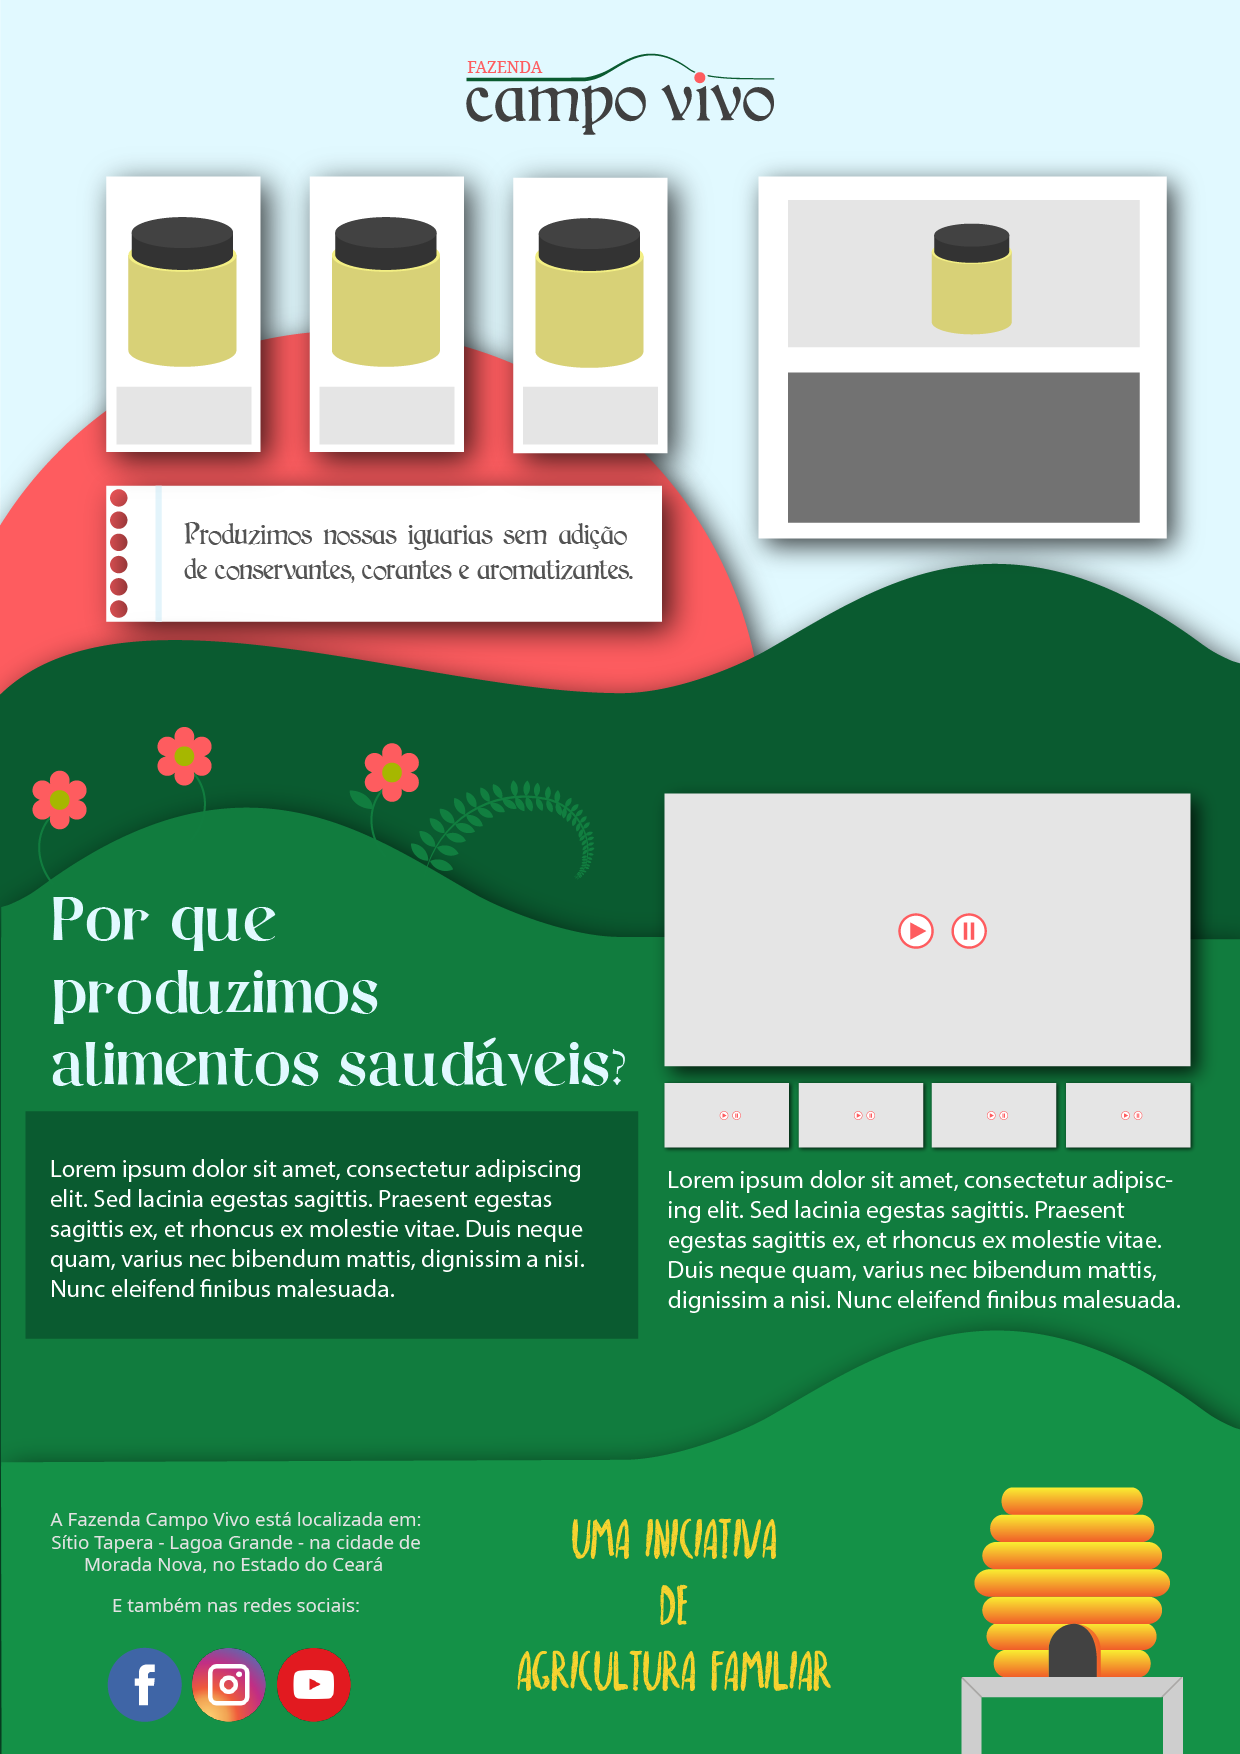 FAZENDA
campo vivo
Produzimos nossas iguarias sem adição
de conservantes, corantes e aromatizantes.
Por que
produzimos
alimentos saudáveis?
Lorem ipsum dolor sit amet, consectetur adipiscing
elit. Sed lacinia egestas sagittis. Praesent egestas
sagittis ex, et rhoncus ex molestie vitae. Duis neque
quam, varius nec bibendum mattis, dignissim a nisi.
Nunc eleifend finibus malesuada.
Lorem ipsum dolor sit amet, consectetur adipisc-
ing elit. Sed lacinia egestas sagittis. Praesent
egestas sagittis ex, et rhoncus ex molestie vitae.
Duis neque quam, varius nec bibendum mattis,
dignissim a nisi. Nunc eleifend finibus malesuada.
A Fazenda Campo Vivo está localizada em:
Sítio Tapera - Lagoa Grande - na cidade de
Morada Nova, no Estado do Ceará
E também nas redes sociais:
UMA INICIATIVA
DE
AGRICULTURA FAMILIAR